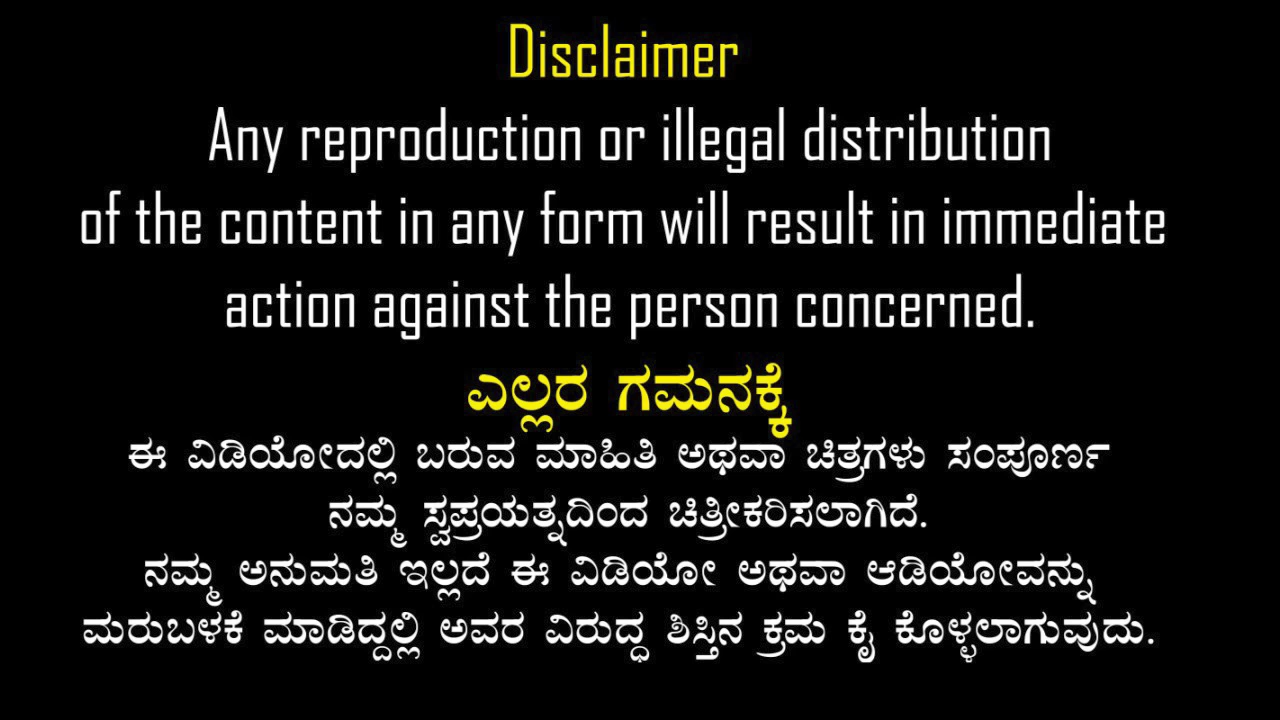 Disclaimer
Any reproduction or illegal distribution
of the content in any form will result in immediate
action against the person concerned.
ಎಲ್ಲರ ಗಮನಕ್ಕೆ
ಈ ವಿಡಿಯೋದಲ್ಲಿ ಬರುವ ಮಾಹಿತಿ ಅಥವಾ ಚಿತ್ರಗಳು ಸಂಪೂರ್ಣ
ನಮ್ಮ ಸ್ವಪ್ರಯತ್ನದಿಂದ ಚಿತ್ರೀಕರಿಸಲಾಗಿದೆ.
ನಮ್ಮ ಅನುಮತಿ ಇಲ್ಲದೆ ಈ ವಿಡಿಯೋ ಅಥವಾ ಆಡಿಯೋವನ್ನು
ಮರುಬಳಕೆ ಮಾಡಿದ್ದಲ್ಲಿ ಅವರ ವಿರುದ್ಧ ಶಿಸ್ತಿನ ಕ್ರಮ ಕೈ ಕೊಳ್ಳಲಾಗುವುದು.